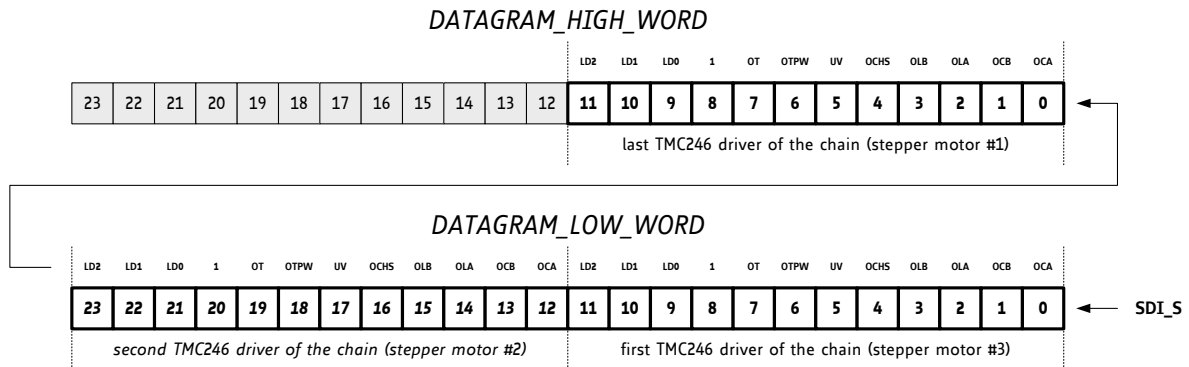 DATAGRAM_HIGH_WORD
LD2 LD1 LD0 1 OT OTPW UV OCHS OLB OLA OCB OCA
23 22 21 20 19 18 17 16 15 14 13 12 11 10 9 8 7 6 5 4 3 2 1 0
last TMC246 driver of the chain (stepper motor #1)
DATAGRAM_LOW_WORD
LD2 LD1 LD0 1 OT OTPW UV OCHS OLB OLA OCB OCA LD2 LD1 LD0 1 OT OTPW UV OCHS OLB OLA OCB OCA
23 22 21 20 19 18 17 16 15 14 13 12 11 10 9 8 7 6 5 4 3 2 1 0 SDI_S
second TMC246 driver of the chain (stepper motor #2) first TMC246 driver of the chain (stepper motor #3)